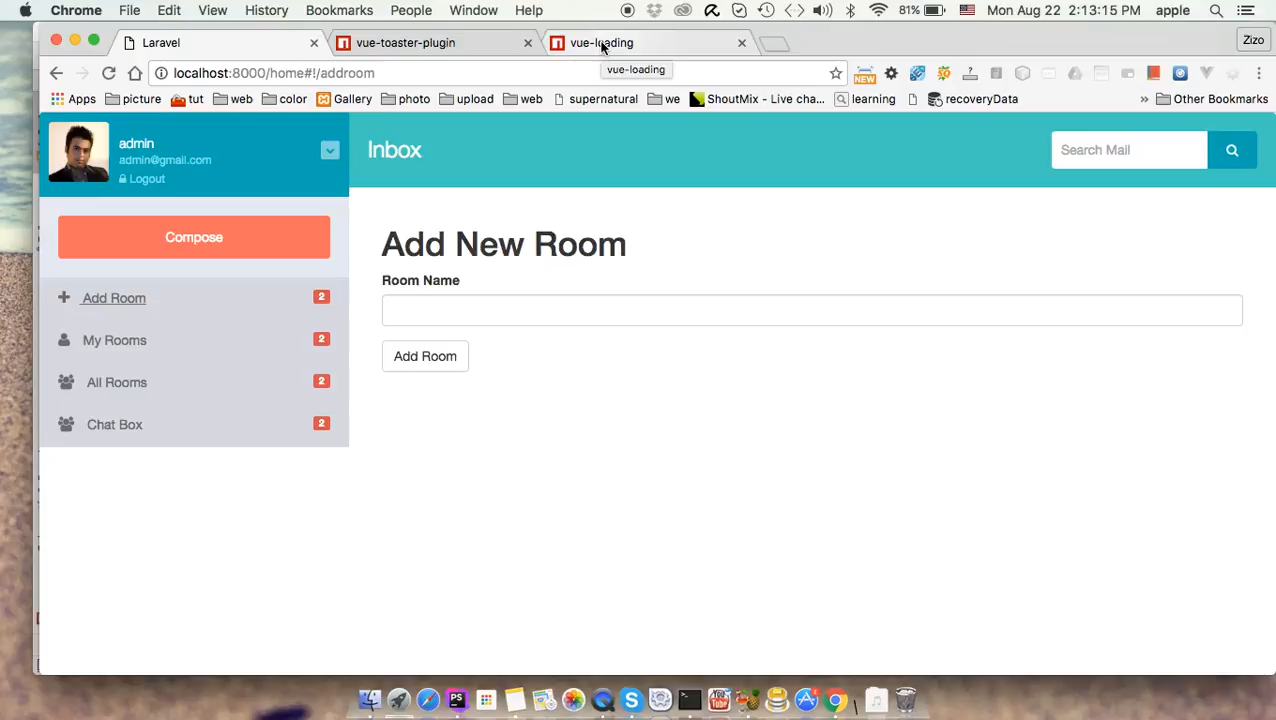 Chrome File Edit View History Bookmarks People Window Help 81% Mon Aug 22 2:13:15 PM apple
Laravel vue-toaster-plugin vue-loading Zizo
localhost:8000/home#!/addroom vue-loading NEW
Apps picture tut web color Gallery photo upload web supernatural we ShoutMix - Live cha... learning recoveryData » Other Bookmarks
admin
admin@gmail.com
Logout
Inbox
Search Mail
Compose
Add New Room
Room Name
Add Room 2
My Rooms 2
Add Room
All Rooms 2
Chat Box 2